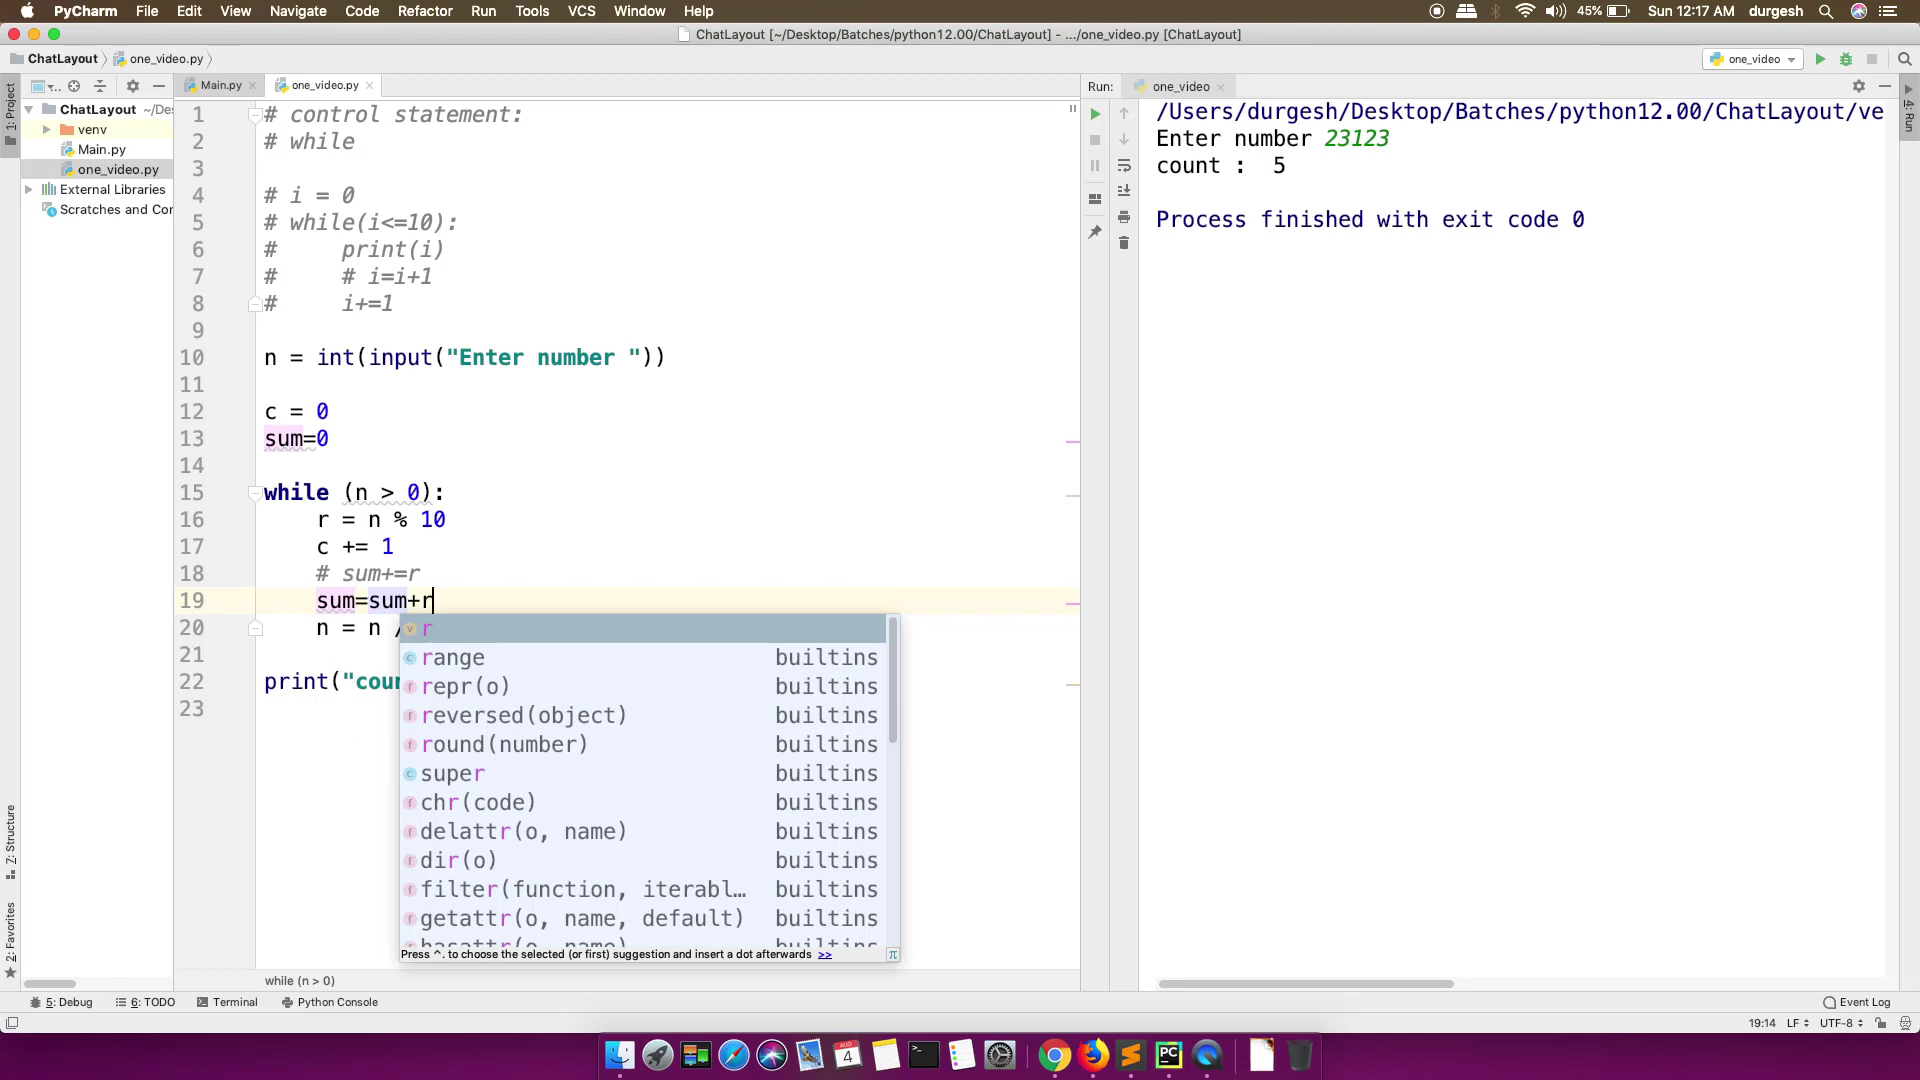 PyCharm File Edit View Navigate Code Refactor Run Tools VCS Window Help 45% Sun 12:17 AM durgesh
ChatLayout [~/Desktop/Batches/python12.00/ChatLayout] - .../one_video.py [ChatLayout]
ChatLayout one_video.py one_video
Main.py one_video.py
1: Project
ChatLayout ~/Des
venv
Main.py
one_video.py
External Libraries
Scratches and Con
7: Structure
2: Favorites
1 # control statement:
2 # while
3
4 # i = 0
5 # while(i<=10):
6 # print(i)
7 # # i=i+1
8 # i+=1
9
10 n = int(input("Enter number "))
11
12 c = 0
13 sum=0
14
15 while (n > 0):
16 r = n % 10
17 c += 1
18 # sum+=r
19 sum=sum+r
20 n = n /
21
22 print("coun
23
r
range builtins
repr(o) builtins
reversed(object) builtins
round(number) builtins
super builtins
chr(code) builtins
delattr(o, name) builtins
dir(o) builtins
filter(function, iterabl… builtins
getattr(o, name, default) builtins
hasattr(o, name) builtins
Press ^. to choose the selected (or first) suggestion and insert a dot afterwards >> π
while (n > 0)
Run: one_video
/Users/durgesh/Desktop/Batches/python12.00/ChatLayout/ve
Enter number 23123
count : 5
Process finished with exit code 0
4: Run
5: Debug 6: TODO Terminal Python Console Event Log
19:14 LF UTF-8
AUG
4
PC